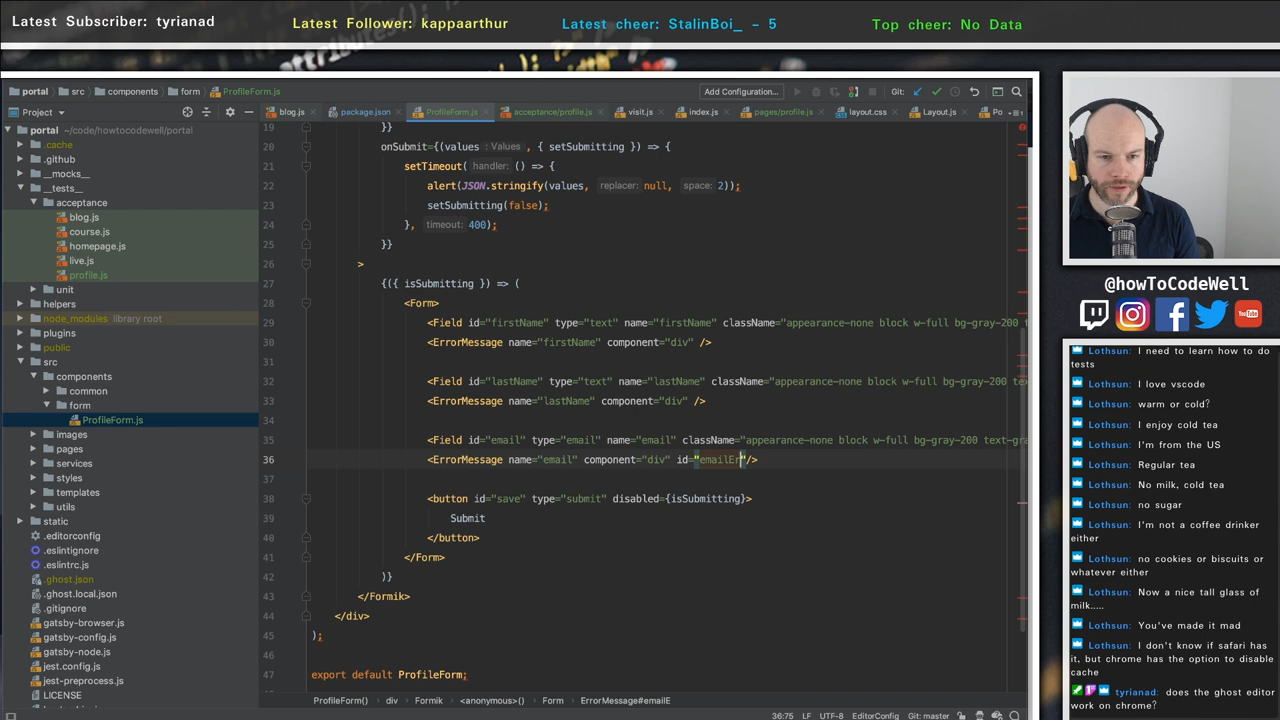 Latest Subscriber: tyrianad
Latest Follower: kappaarthur
Latest cheer: StalinBoi_ - 5
Top cheer: No Data
portal
src
components
form
ProfileForm.js
Add Configuration...
Git:
Project
blog.js
package.json
ProfileForm.js
acceptance/profile.js
visit.js
index.js
pages/profile.js
layout.css
Layout.js
Po
portal ~/code/howtocodewell/portal
.cache
.github
__mocks__
__tests__
acceptance
blog.js
course.js
homepage.js
live.js
profile.js
unit
helpers
node_modules library root
plugins
public
src
components
common
form
ProfileForm.js
images
pages
services
styles
templates
utils
static
.editorconfig
.eslintignore
.eslintrc.js
.ghost.json
.ghost.local.json
.gitignore
gatsby-browser.js
gatsby-config.js
gatsby-node.js
jest.config.js
jest-preprocess.js
LICENSE
19 }}
20 onSubmit={(values : Values , { setSubmitting }) => {
21 setTimeout( handler: () => {
22 alert(JSON.stringify(values, replacer: null, space: 2));
23 setSubmitting(false);
24 }, timeout: 400);
25 }}
26 >
27 {({ isSubmitting }) => (
28 <Form>
29 <Field id="firstName" type="text" name="firstName" className="appearance-none block w-full bg-gray-200 t
30 <ErrorMessage name="firstName" component="div" />
31
32 <Field id="lastName" type="text" name="lastName" className="appearance-none block w-full bg-gray-200 tex
33 <ErrorMessage name="lastName" component="div" />
34
35 <Field id="email" type="email" name="email" className="appearance-none block w-full bg-gray-200 text-gra
36 <ErrorMessage name="email" component="div" id="emailEr"/>
37
38 <button id="save" type="submit" disabled={isSubmitting}>
39 Submit
40 </button>
41 </Form>
42 )}
43 </Formik>
44 </div>
45 );
46
47 export default ProfileForm;
ProfileForm()
div
Formik
<anonymous>()
Form
ErrorMessage#emailE
36:75 LF UTF-8 EditorConfig Git: master
@howToCodeWell
You Tube
Lothsun: I need to learn how to do
tests
Lothsun: I love vscode
Lothsun: warm or cold?
Lothsun: I enjoy cold tea
Lothsun: I'm from the US
Lothsun: Regular tea
Lothsun: No milk, cold tea
Lothsun: no sugar
Lothsun: I'm not a coffee drinker
either
Lothsun: no cookies or biscuits or
whatever either
Lothsun: Now a nice tall glass of
milk.....
Lothsun: You've made it mad
Lothsun: I don't know if safari has
it, but chrome has the option to disable
cache
tyrianad: does the ghost editor
work on chrome?